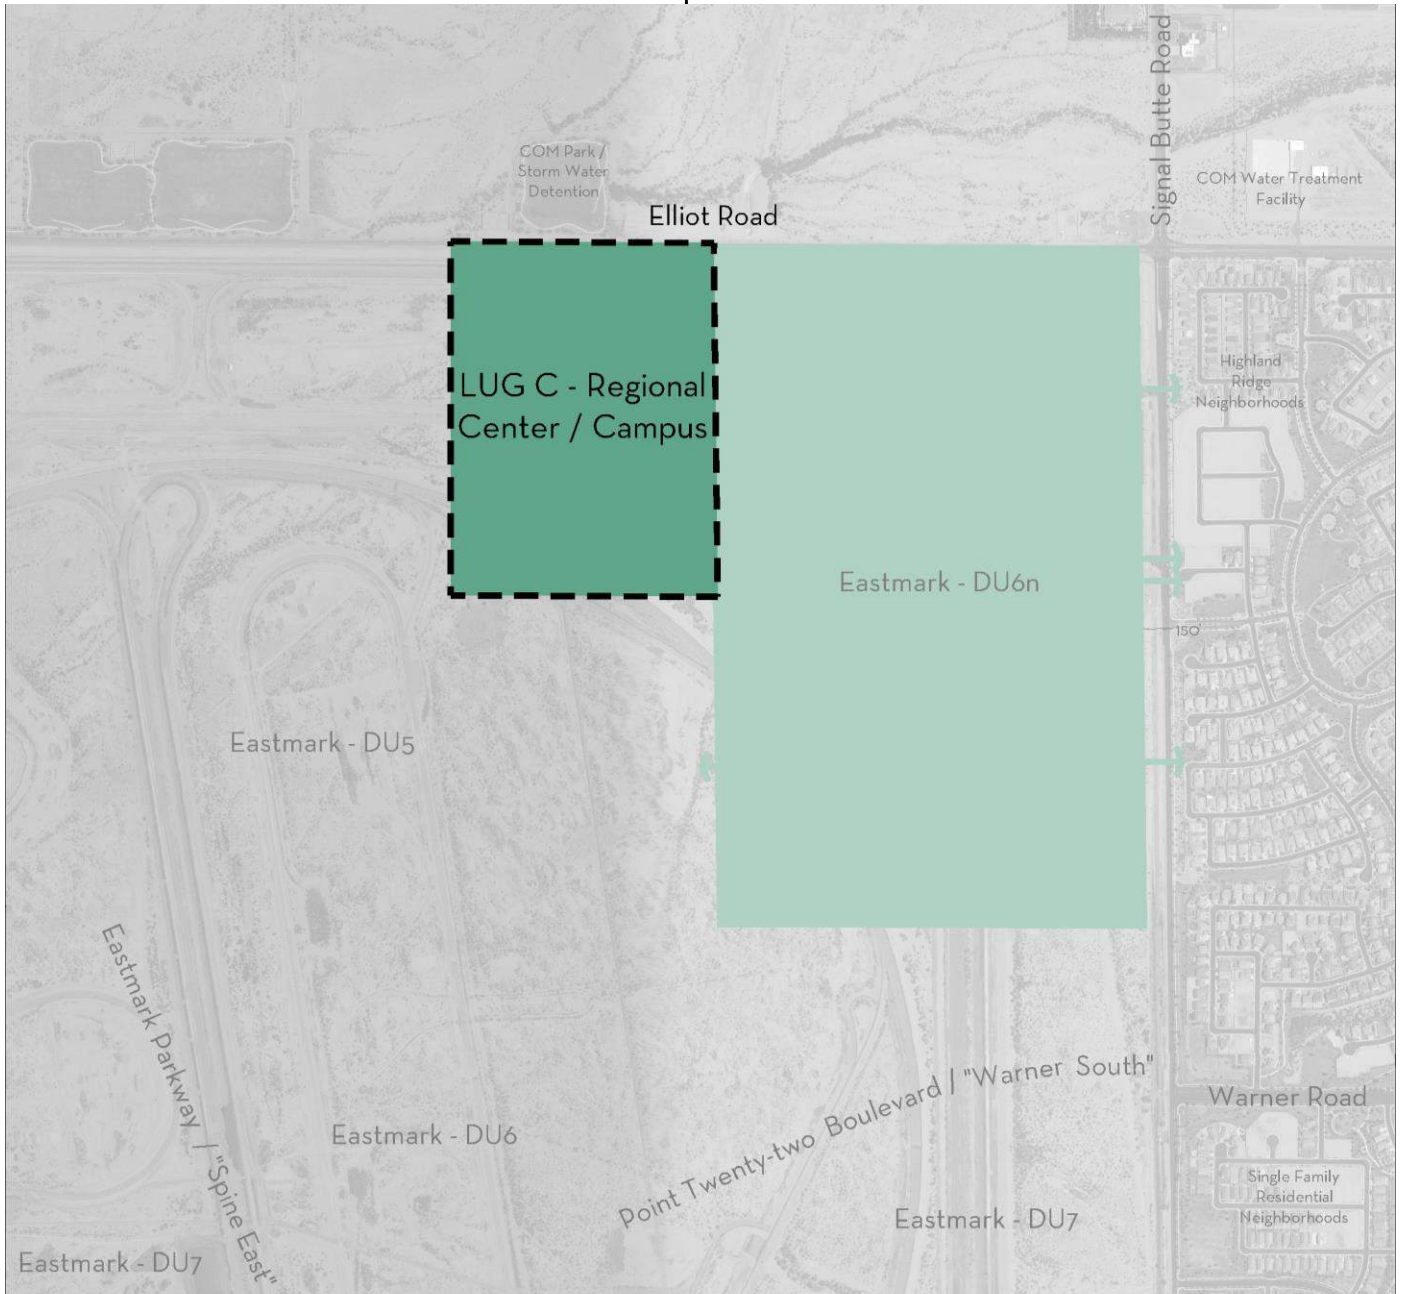 Signal Butte Road
COM Park /
Storm Water
Detention
COM Water Treatment
Facility
Elliot Road
LUG C - Regional
Center / Campus
Highland
Ridge
Neighborhoods
Eastmark - DU6n
150'
Eastmark - DU5
Eastmark Parkway / "Spine East"
Point Twenty-two Boulevard / "Warner South"
Warner Road
Eastmark - DU6
Single Family
Residential
Neighborhoods
Eastmark - DU7
Eastmark - DU7